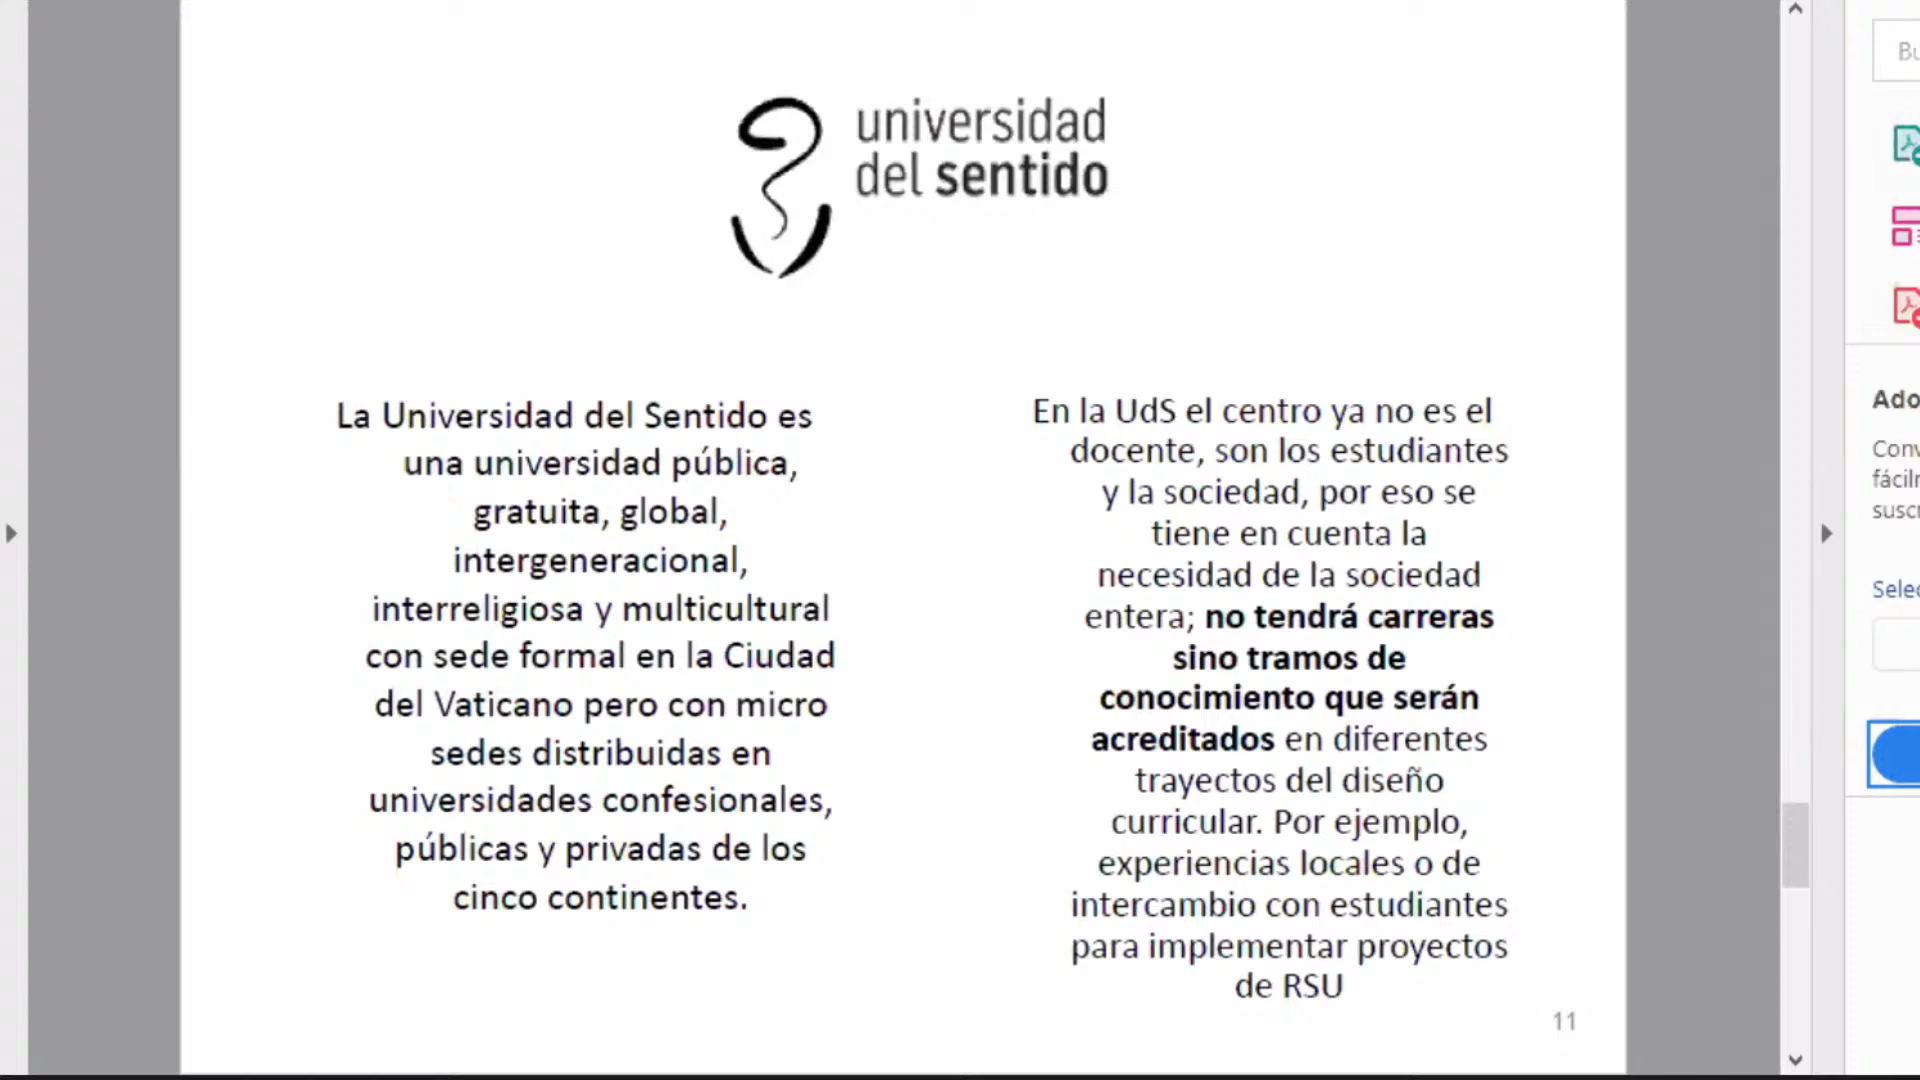 universidad
del sentido
La Universidad del Sentido es
una universidad pública,
gratuita, global,
intergeneracional,
interreligiosa y multicultural
con sede formal en la Ciudad
del Vaticano pero con micro
sedes distribuidas en
universidades confesionales,
públicas y privadas de los
cinco continentes.
En la UdS el centro ya no es el
docente, son los estudiantes
y la sociedad, por eso se
tiene en cuenta la
necesidad de la sociedad
entera; no tendrá carreras
sino tramos de
conocimiento que serán
acreditados en diferentes
trayectos del diseño
curricular. Por ejemplo,
experiencias locales o de
intercambio con estudiantes
para implementar proyectos
de RSU
11